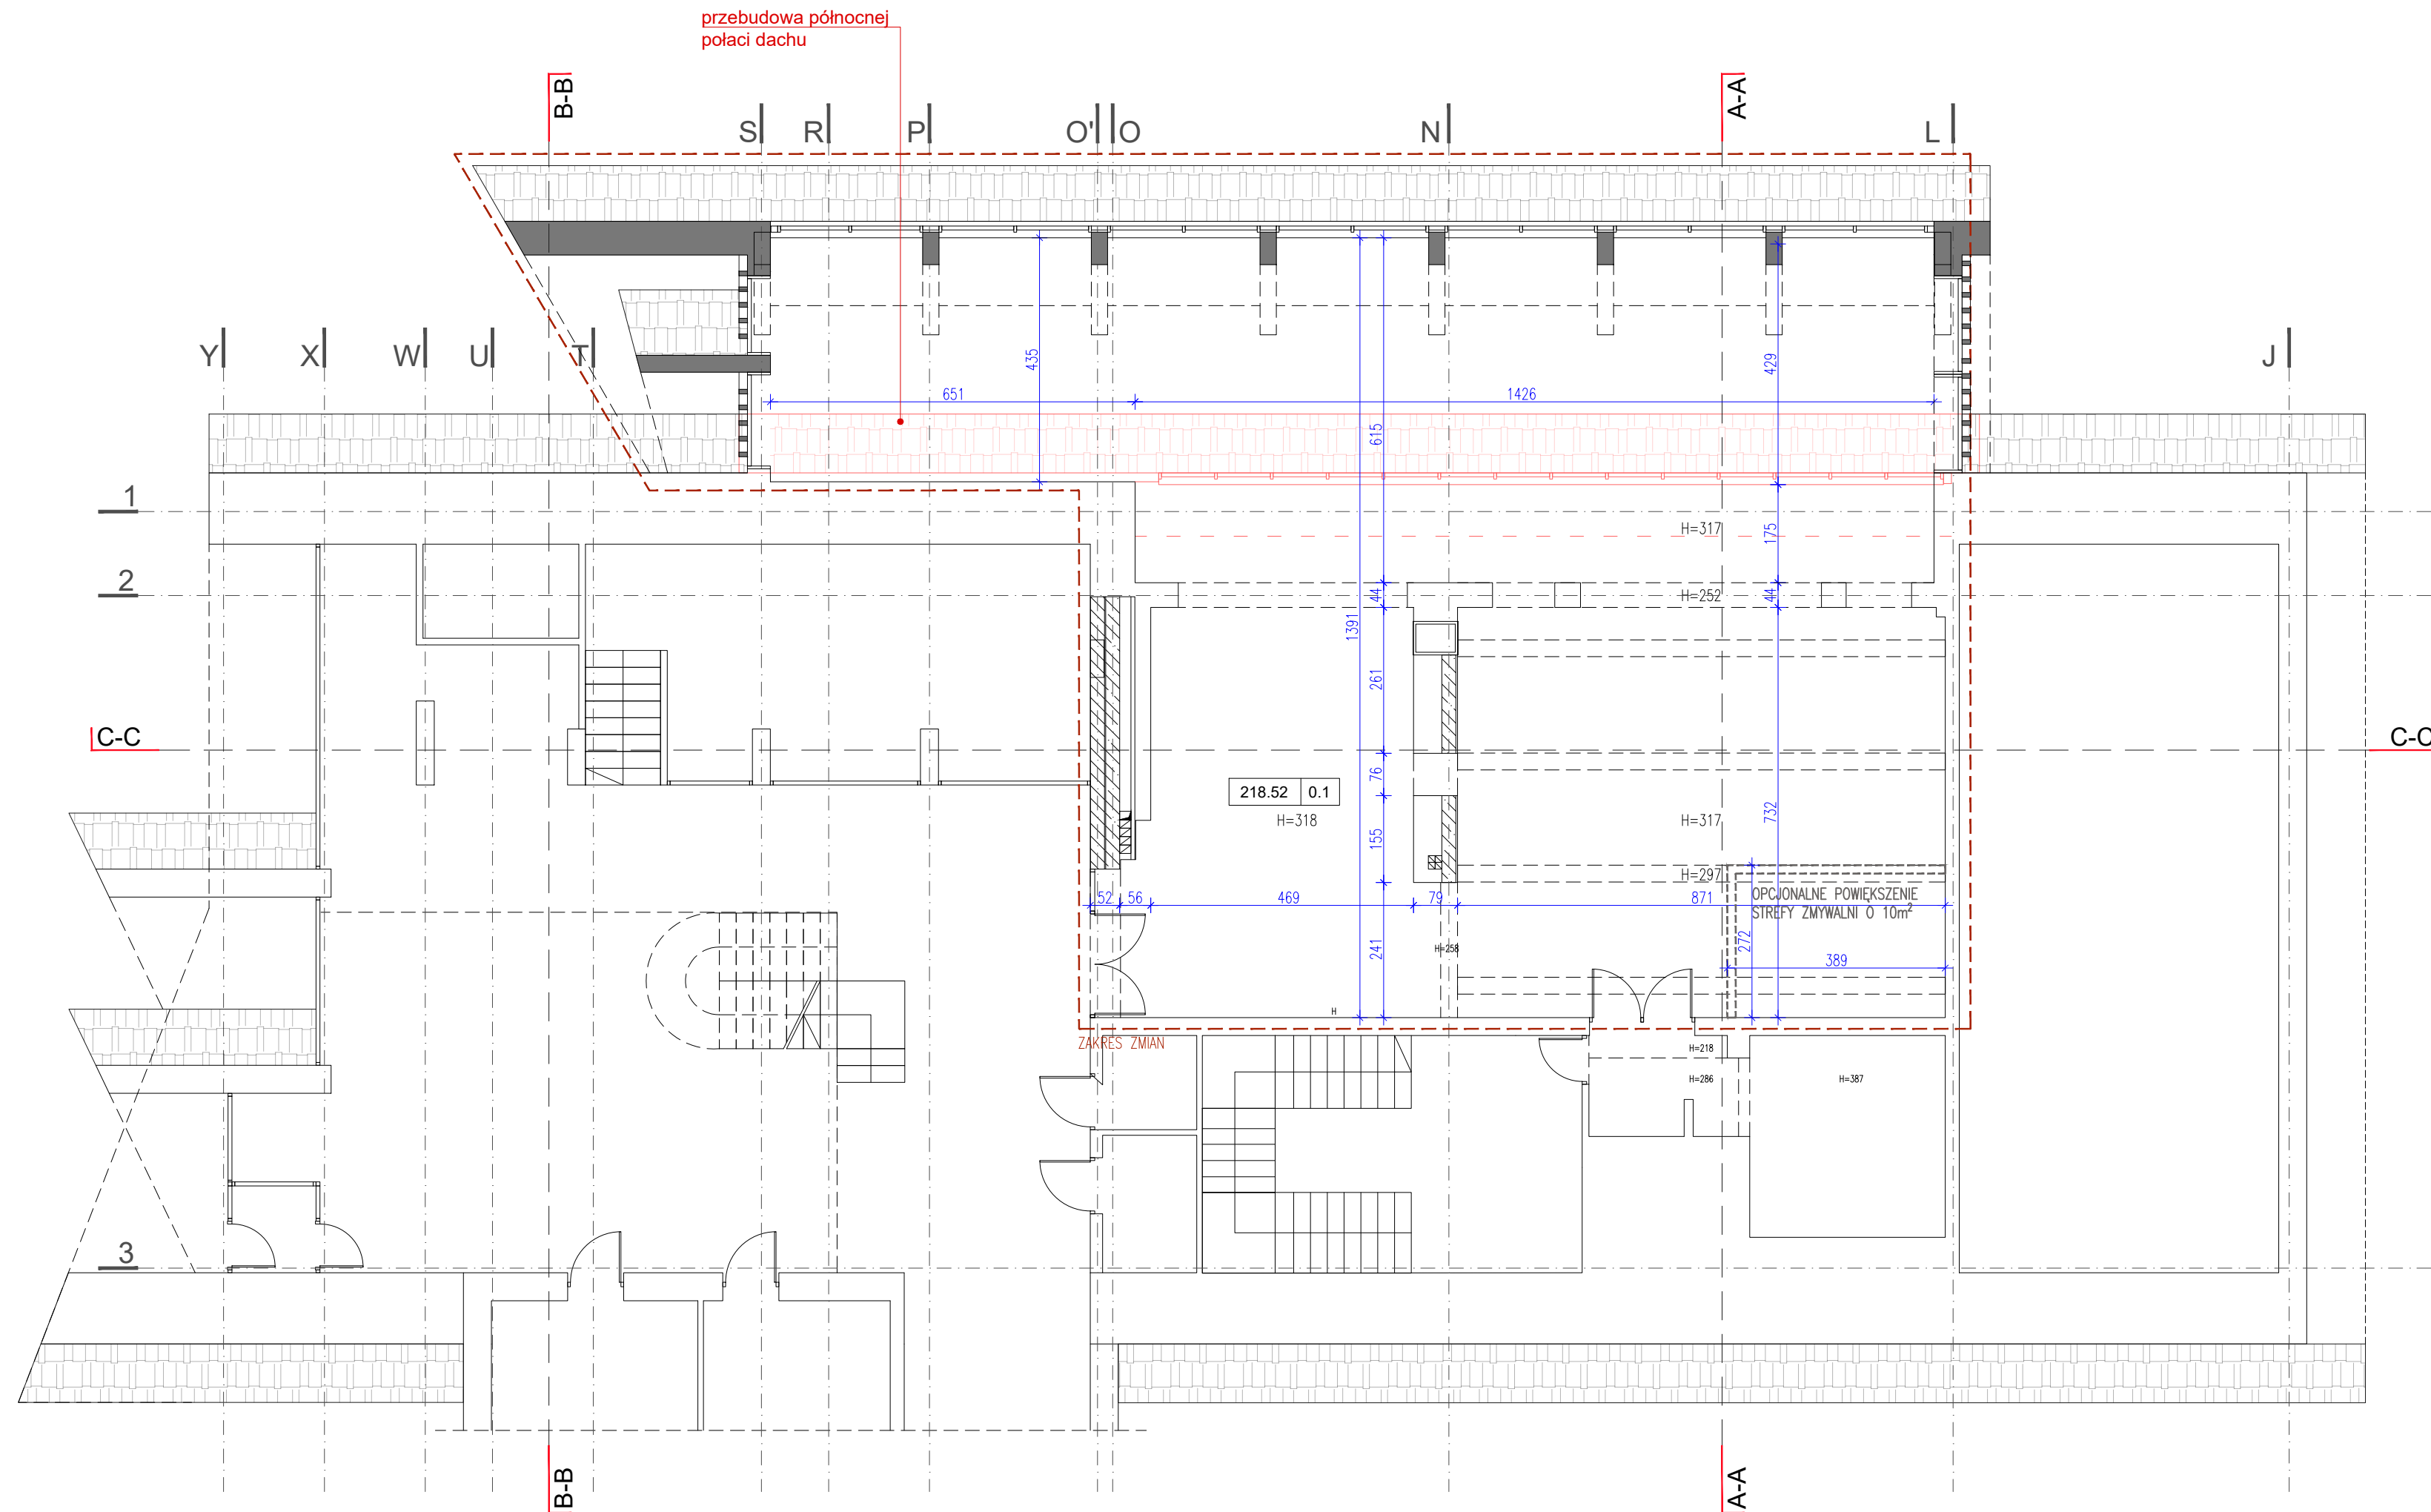 przebudowa północnej
połaci dachu
B-B
A-A
S
R
P
O'
O
N
L
Y
X
W
U
T
J
435
429
651
1426
615
1
H=317
175
2
H=252
44
44
1391
261
C-C
C-C
76
218.52
0.1
H=318
H=317
732
155
H=297
OPCJONALNE POWIĘKSZENIE
STREFY ZMYWALNI O 10m²
52
56
469
79
871
241
H=258
272
389
H
ZAKRES ZMIAN
H=218
H=286
H=387
3
B-B
A-A